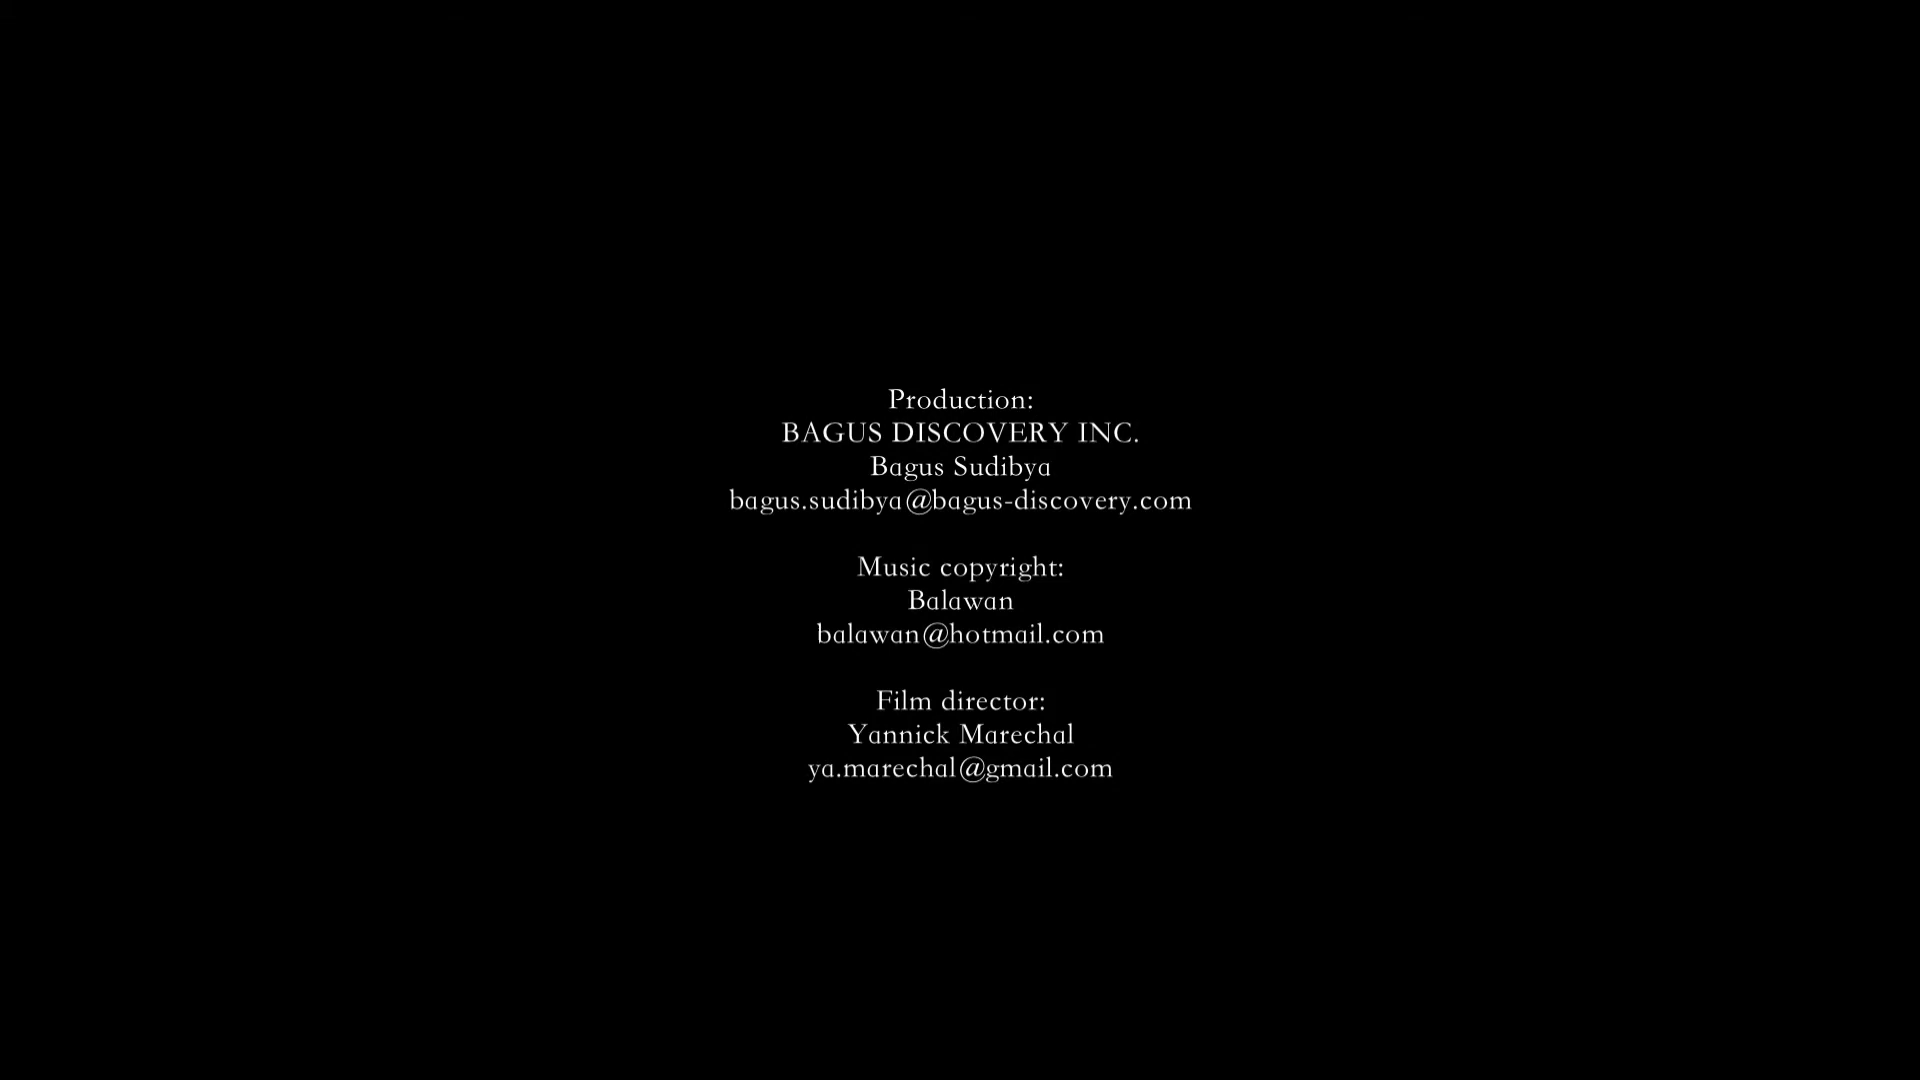 Production:
BAGUS DISCOVERY INC.
Bagus Sudibya
bagus.sudibya@bagus-discovery.com
Music copyright:
Balawan
balawan@hotmail.com
Film director:
Yannick Marechal
ya.marechal@gmail.com